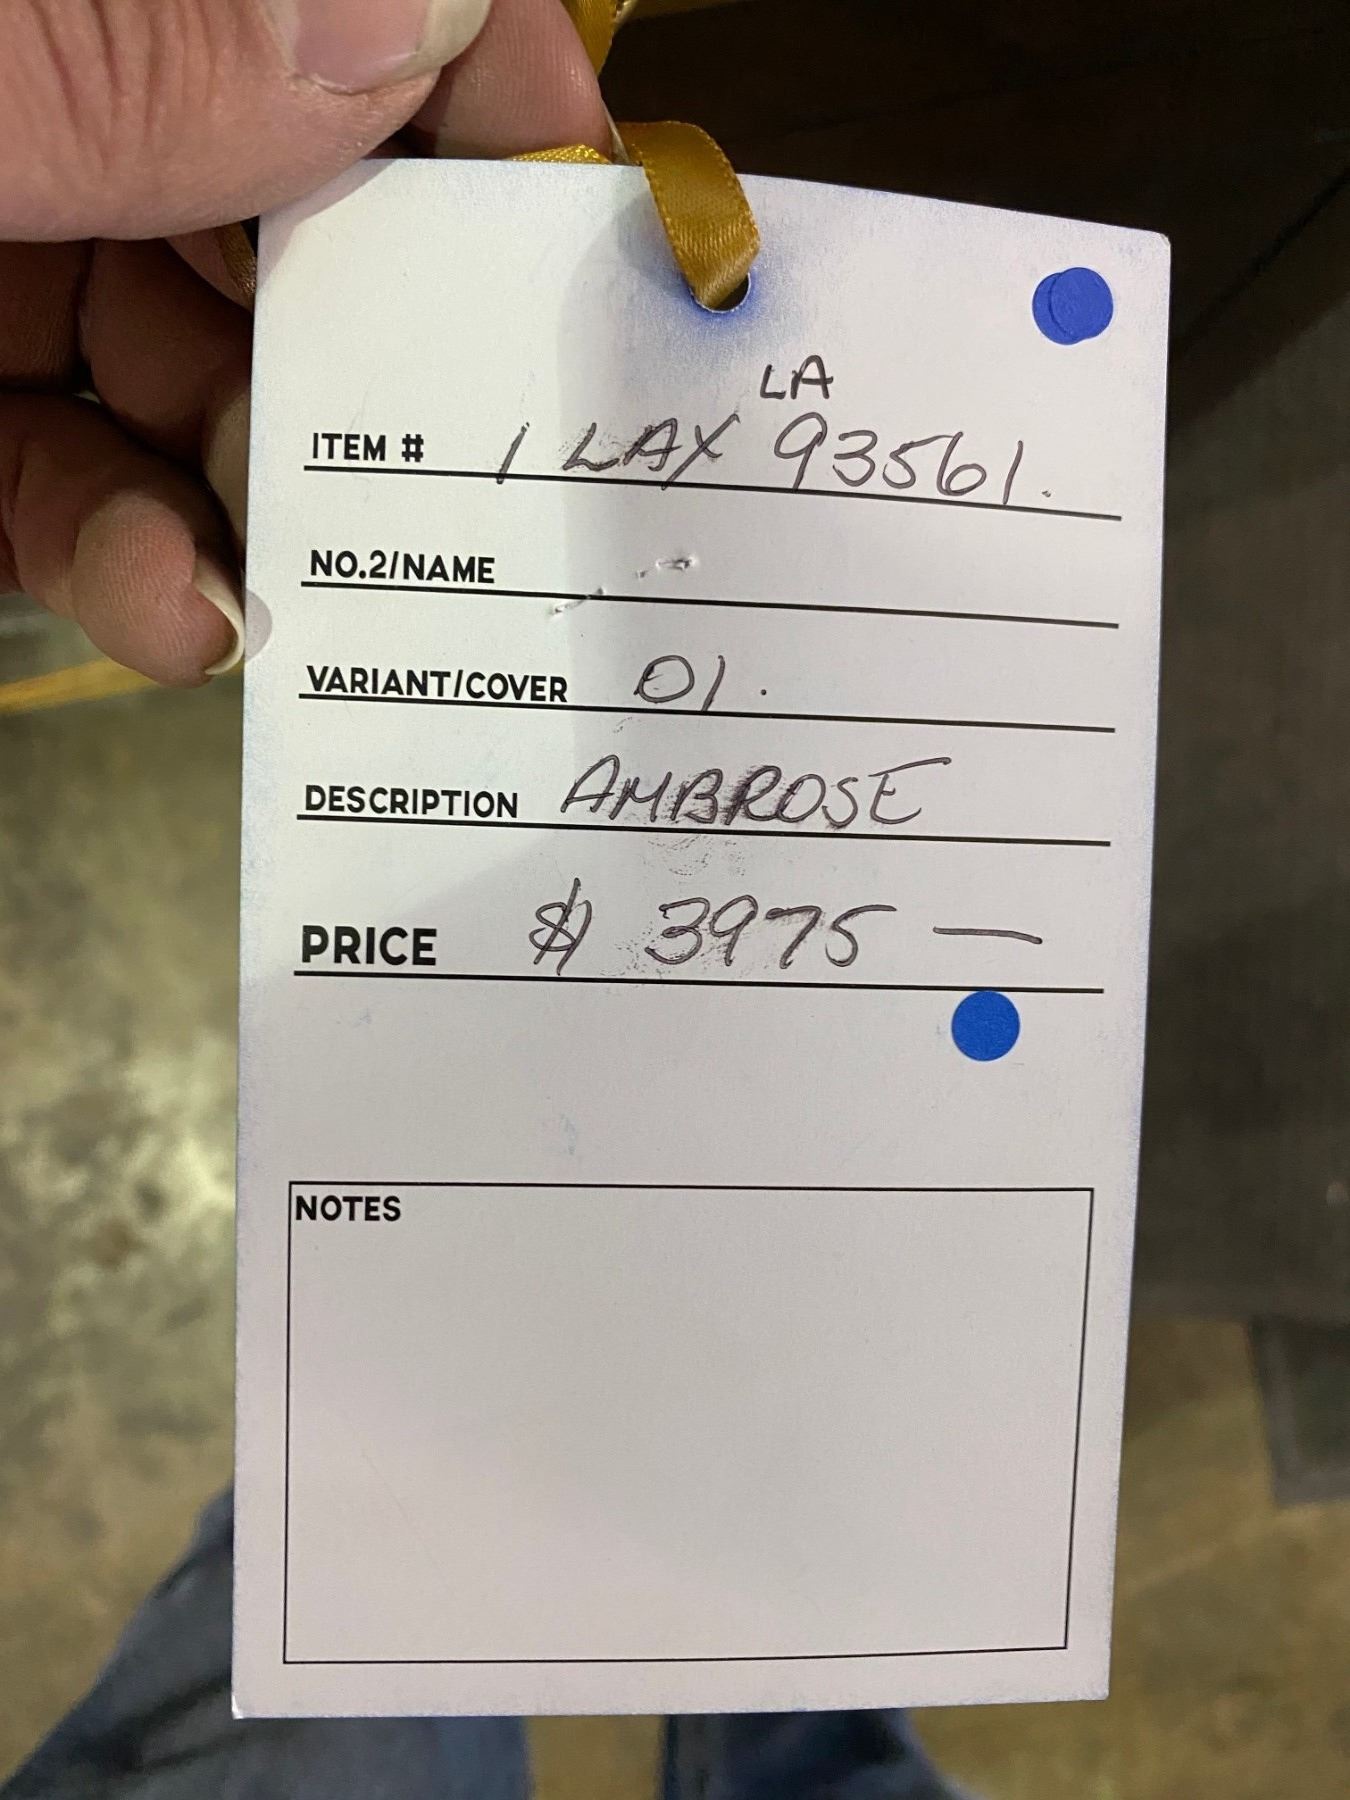 LA
ITEM # 1 LAX 93561.
NO.2/NAME
VARIANT/COVER 01.
DESCRIPTION AMBROSE
PRICE $ 3975 —
NOTES